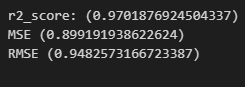 r2_score: (0.9701876924504337)
MSE (0.899191938622624)
RMSE (0.9482573166723387)